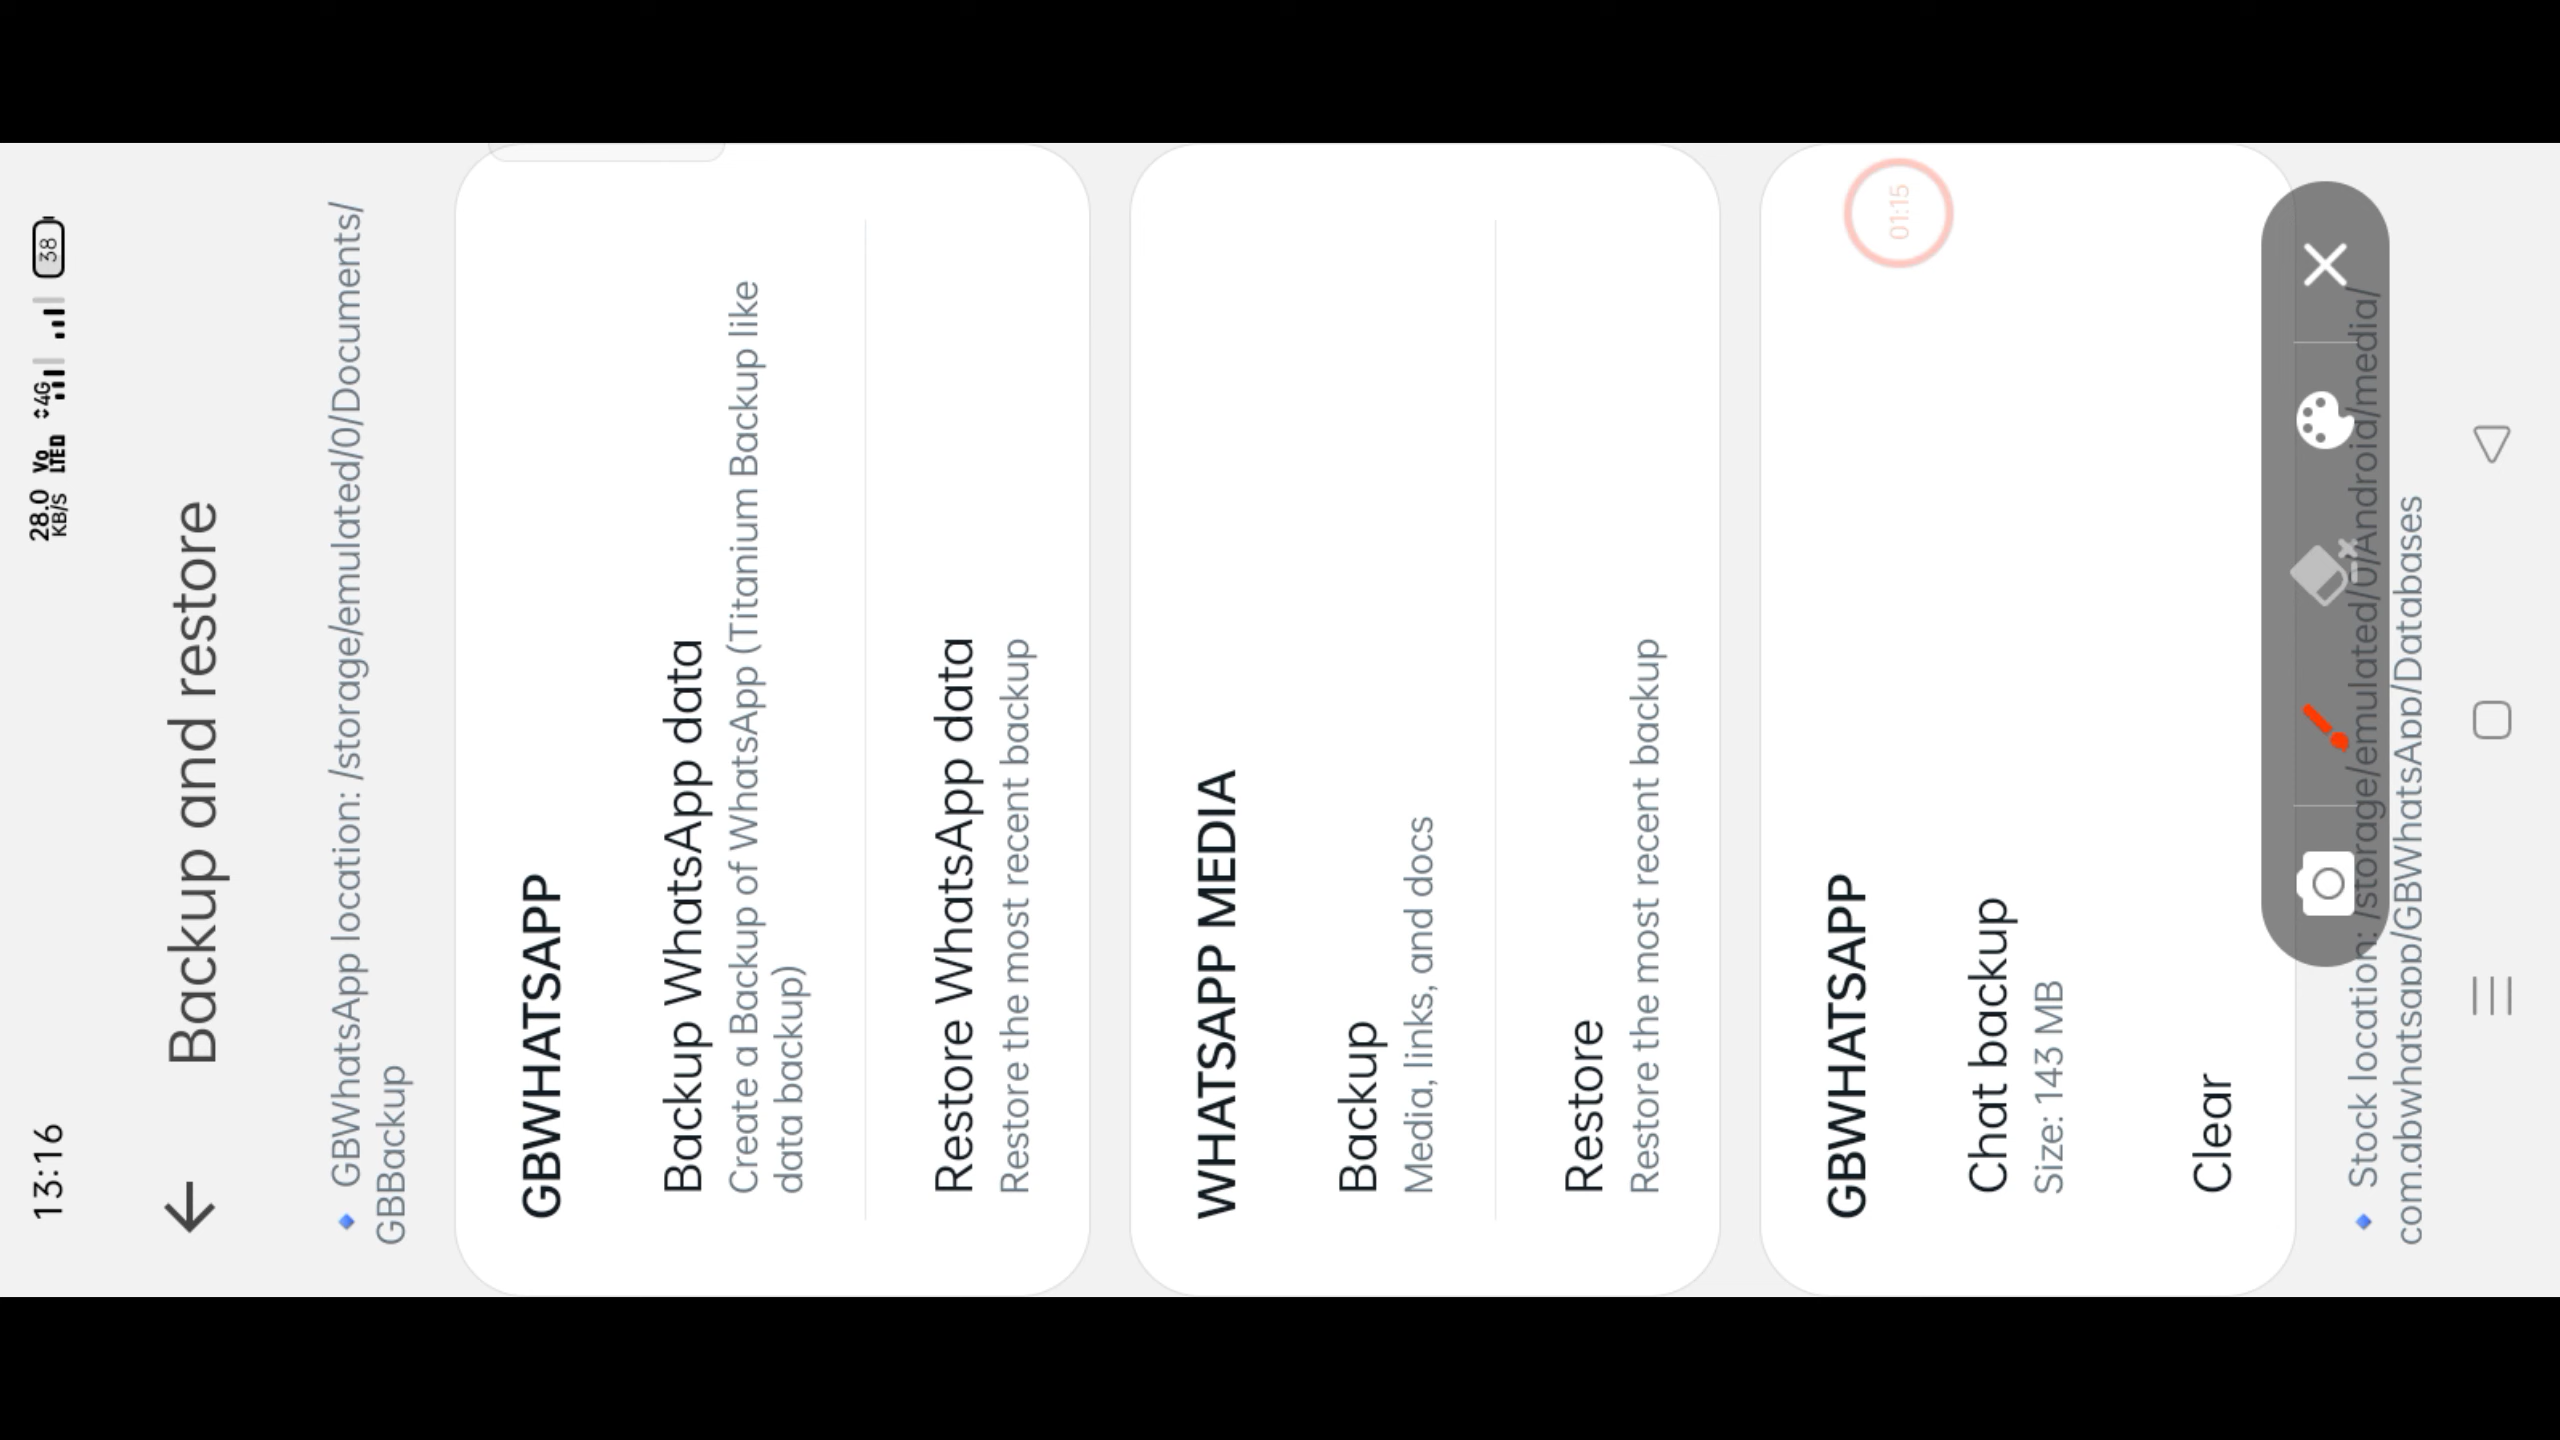 13:16
28.0 KB/s Vo LTED 4G 38
Backup and restore
GBWhatsApp location: /storage/emulated/0/Documents/
GBBackup
GBWHATSAPP
Backup WhatsApp data
Create a Backup of WhatsApp (Titanium Backup like
data backup)
Restore WhatsApp data
Restore the most recent backup
WHATSAPP MEDIA
Backup
Media, links, and docs
Restore
Restore the most recent backup
GBWHATSAPP
01:15
Chat backup
Size: 143 MB
Clear
Stock location: /storage/emulated/0/Android/media/
com.gbwhatsapp/GBWhatsApp/Databases